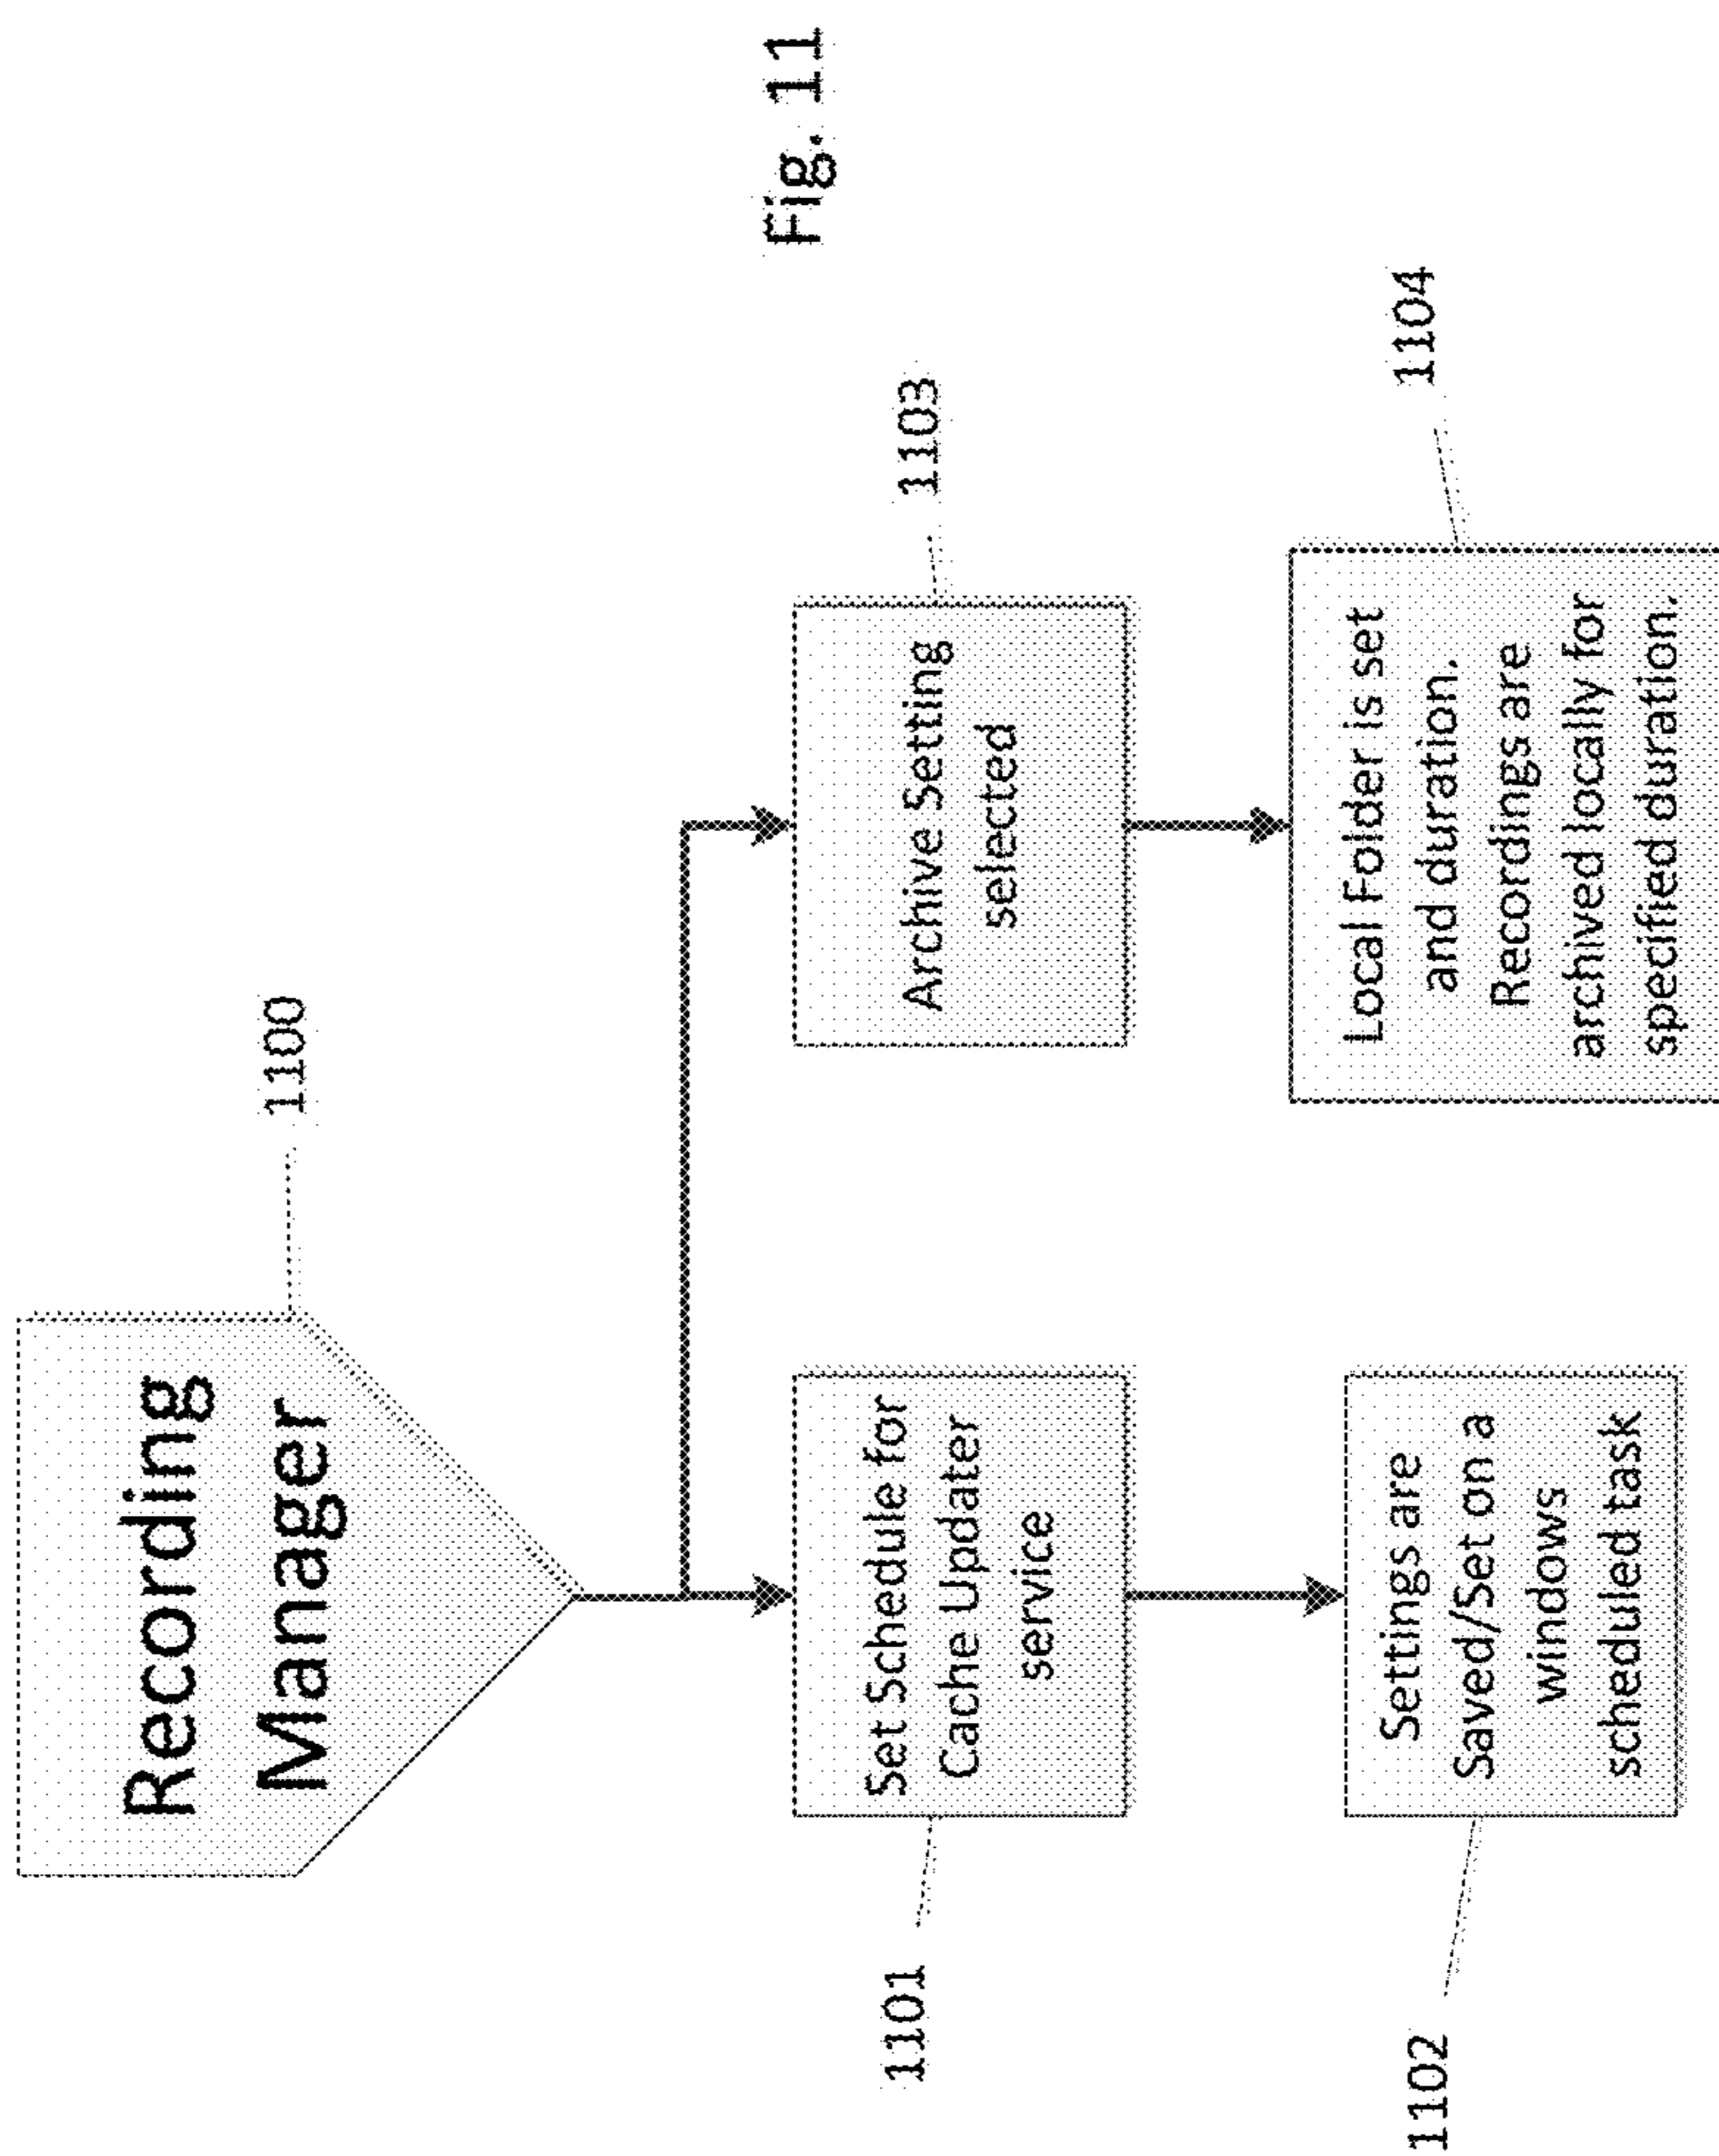 Recording
Manager
1100
1101
Set Schedule for
Cache Updater
service
1102
Settings are
Saved/Set on a
windows
scheduled task
Archive Setting
selected
1103
Local Folder is set
and duration.
Recordings are
archived locally for
specified duration.
1104
Fig. 11